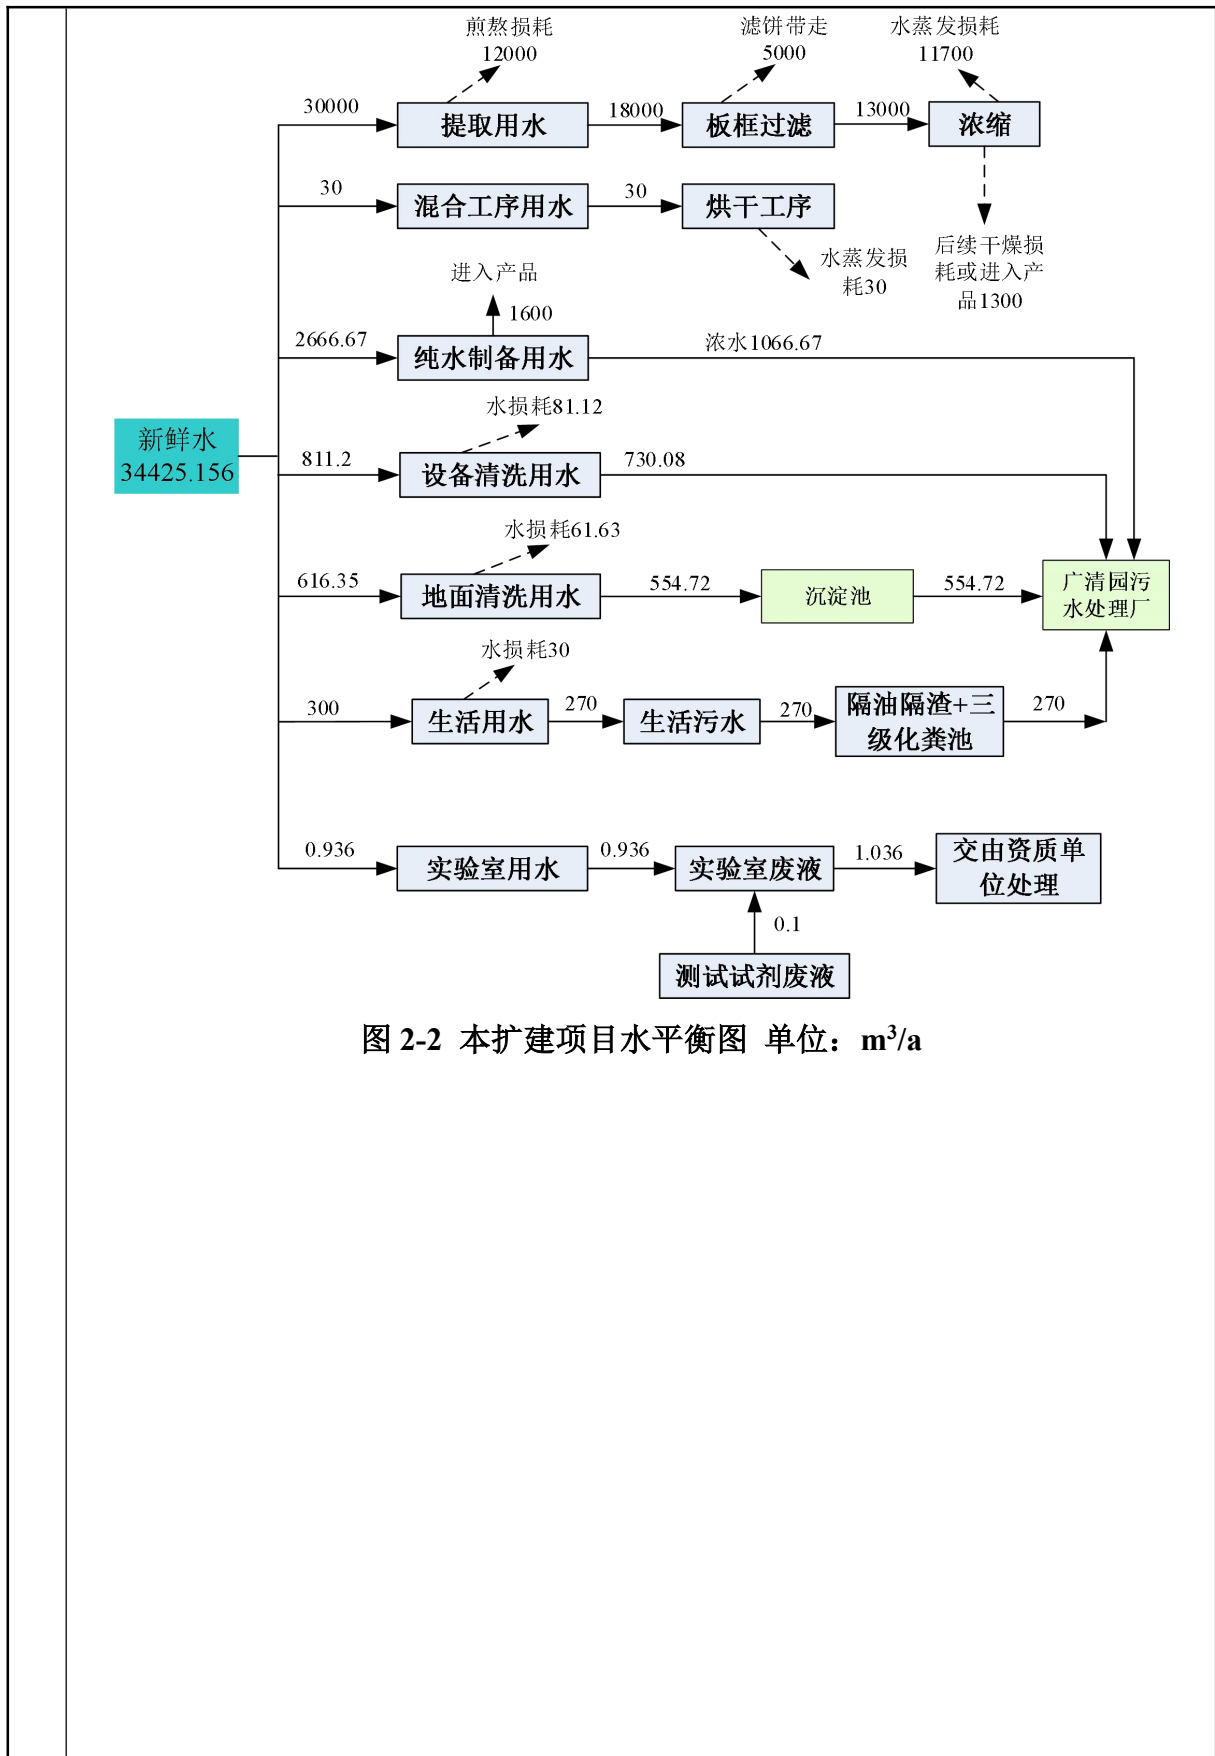 煎熬损耗
12000
滤饼带走
5000
水蒸发损耗
11700
30000
提取用水
18000
板框过滤
13000
浓缩
30
混合工序用水
30
烘干工序
水蒸发损
耗30
后续干燥损
耗或进入产
品1300
进入产品
1600
2666.67
纯水制备用水
浓水1066.67
水损耗81.12
新鲜水
34425.156
811.2
设备清洗用水
730.08
水损耗61.63
616.35
地面清洗用水
554.72
沉淀池
554.72
广清园污
水处理厂
水损耗30
300
生活用水
270
生活污水
270
隔油隔渣+三
级化粪池
270
0.936
实验室用水
0.936
实验室废液
1.036
交由资质单
位处理
0.1
测试试剂废液
图 2-2 本扩建项目水平衡图 单位：m³/a